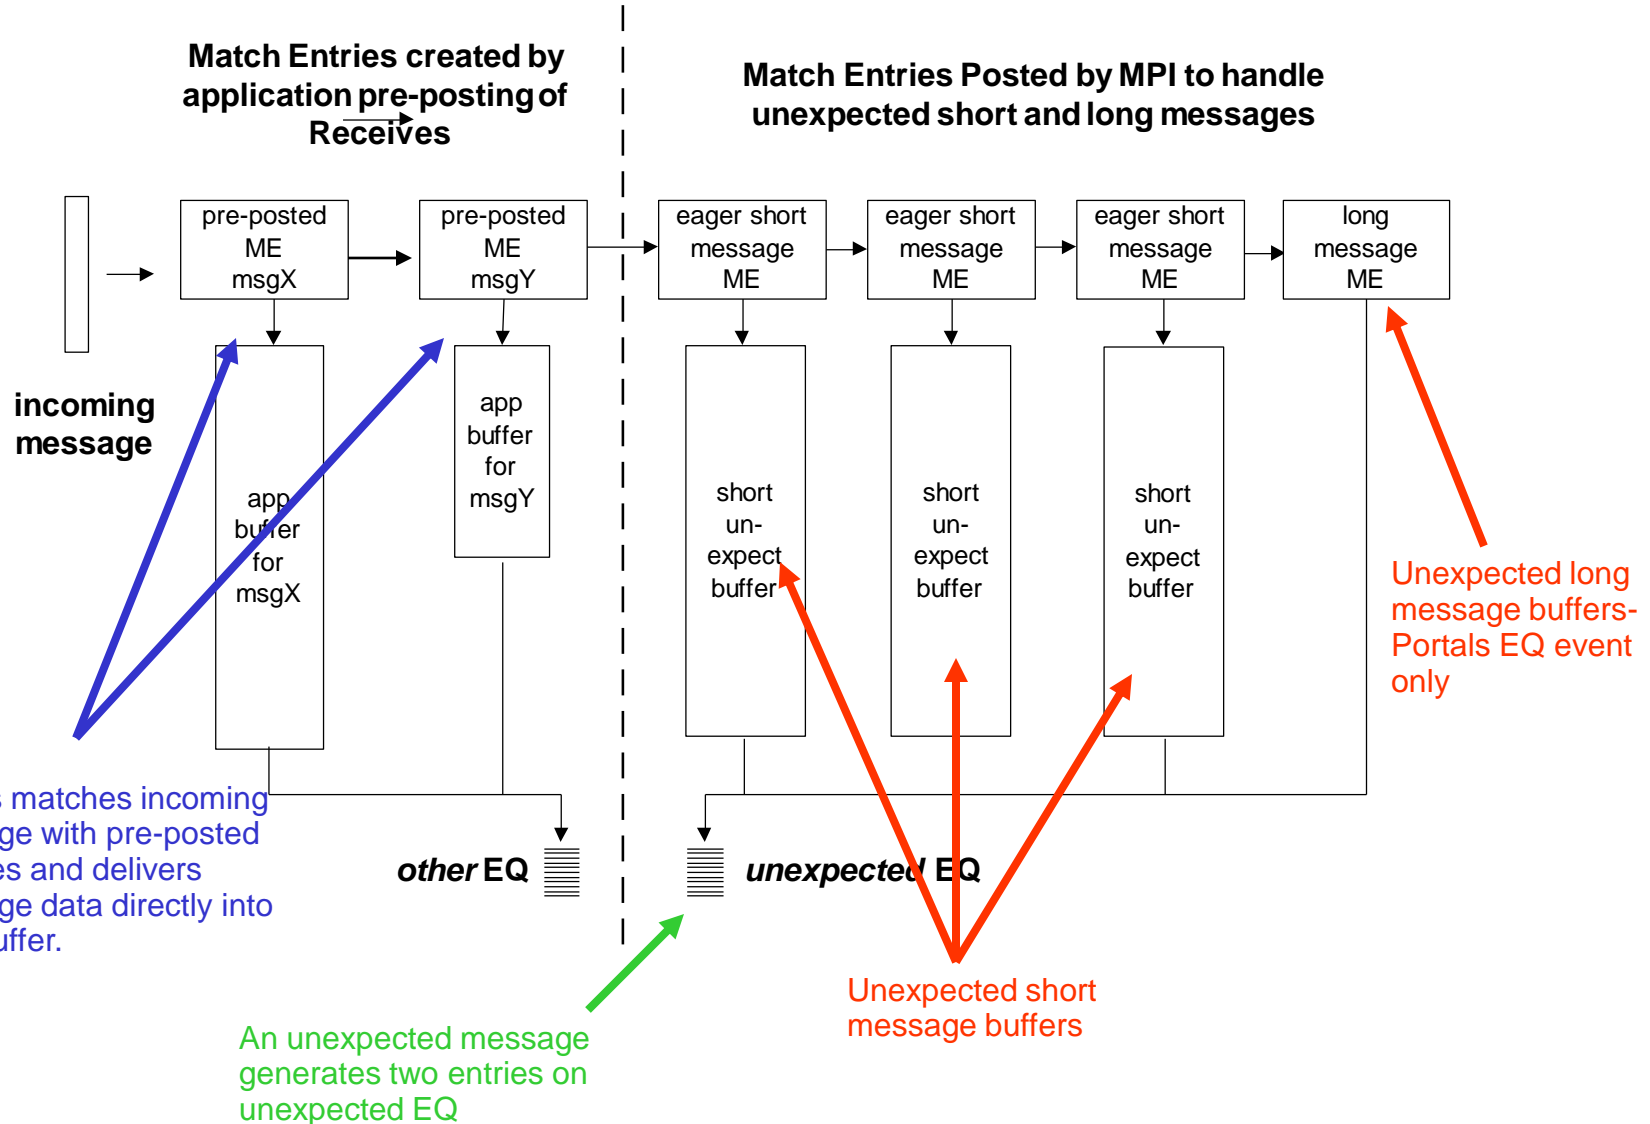 Match Entries created by
application pre-posting of
Receives
Match Entries Posted by MPI to handle
unexpected short and long messages
pre-posted
ME
msgX
pre-posted
ME
msgY
eager short
message
ME
eager short
message
ME
eager short
message
ME
long
message
ME
incoming
message
app
buffer
for
msgX
app
buffer
for
msgY
short
un-
expect
buffer
short
un-
expect
buffer
short
un-
expect
buffer
Unexpected long
message buffers-
Portals EQ event
only
s matches incoming
ge with pre-posted
es and delivers
ge data directly into
uffer.
other EQ
unexpected EQ
Unexpected short
message buffers
An unexpected message
generates two entries on
unexpected EQ